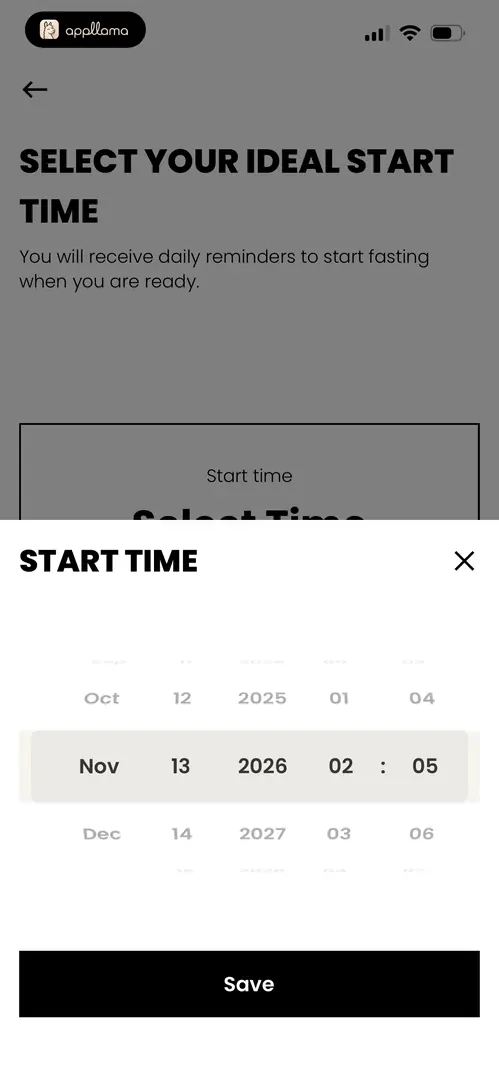 appllama
SELECT YOUR IDEAL START
TIME
You will receive daily reminders to start fasting
when you are ready.
Start time
Select Time
START TIME
Oct 12 2025 01 04
Nov 13 2026 02 : 05
Dec 14 2027 03 06
Save